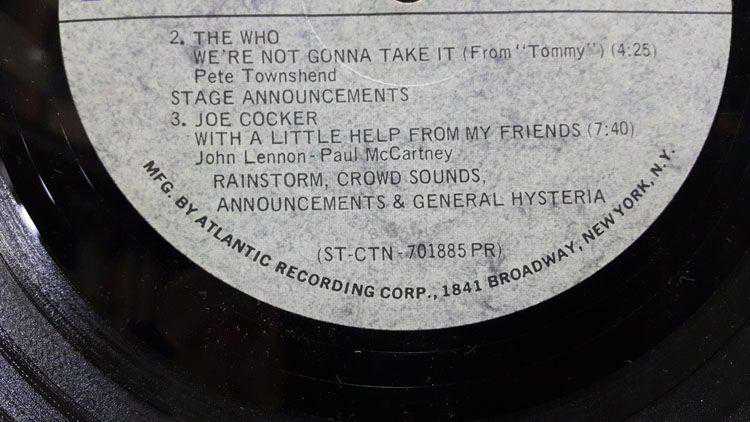 2. THE WHO
WE'RE NOT GONNA TAKE IT (From "Tommy") (4:25)
Pete Townshend
STAGE ANNOUNCEMENTS
3. JOE COCKER
WITH A LITTLE HELP FROM MY FRIENDS (7:40)
John Lennon - Paul McCartney
RAINSTORM, CROWD SOUNDS,
ANNOUNCEMENTS & GENERAL HYSTERIA
(ST-CTN-701885 PR)
MFG. BY ATLANTIC RECORDING CORP., 1841 BROADWAY, NEW YORK, N.Y.